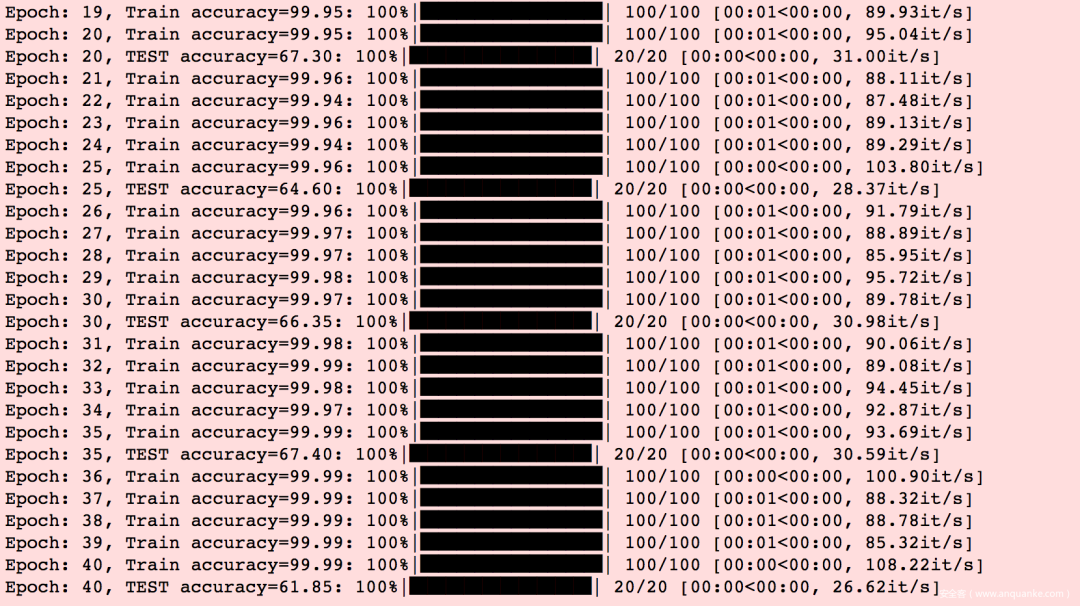 Epoch: 19, Train accuracy=99.95: 100%|██████████| 100/100 [00:01<00:00, 89.93it/s]
Epoch: 20, Train accuracy=99.95: 100%|██████████| 100/100 [00:01<00:00, 95.04it/s]
Epoch: 20, TEST accuracy=67.30: 100%|██████████| 20/20 [00:00<00:00, 31.00it/s]
Epoch: 21, Train accuracy=99.96: 100%|██████████| 100/100 [00:01<00:00, 88.11it/s]
Epoch: 22, Train accuracy=99.94: 100%|██████████| 100/100 [00:01<00:00, 87.48it/s]
Epoch: 23, Train accuracy=99.96: 100%|██████████| 100/100 [00:01<00:00, 89.13it/s]
Epoch: 24, Train accuracy=99.94: 100%|██████████| 100/100 [00:01<00:00, 89.29it/s]
Epoch: 25, Train accuracy=99.96: 100%|██████████| 100/100 [00:00<00:00, 103.80it/s]
Epoch: 25, TEST accuracy=64.60: 100%|██████████| 20/20 [00:00<00:00, 28.37it/s]
Epoch: 26, Train accuracy=99.96: 100%|██████████| 100/100 [00:01<00:00, 91.79it/s]
Epoch: 27, Train accuracy=99.97: 100%|██████████| 100/100 [00:01<00:00, 88.89it/s]
Epoch: 28, Train accuracy=99.97: 100%|██████████| 100/100 [00:01<00:00, 85.95it/s]
Epoch: 29, Train accuracy=99.98: 100%|██████████| 100/100 [00:01<00:00, 95.72it/s]
Epoch: 30, Train accuracy=99.97: 100%|██████████| 100/100 [00:01<00:00, 89.78it/s]
Epoch: 30, TEST accuracy=66.35: 100%|██████████| 20/20 [00:00<00:00, 30.98it/s]
Epoch: 31, Train accuracy=99.98: 100%|██████████| 100/100 [00:01<00:00, 90.06it/s]
Epoch: 32, Train accuracy=99.99: 100%|██████████| 100/100 [00:01<00:00, 89.08it/s]
Epoch: 33, Train accuracy=99.98: 100%|██████████| 100/100 [00:01<00:00, 94.45it/s]
Epoch: 34, Train accuracy=99.97: 100%|██████████| 100/100 [00:01<00:00, 92.87it/s]
Epoch: 35, Train accuracy=99.99: 100%|██████████| 100/100 [00:01<00:00, 93.69it/s]
Epoch: 35, TEST accuracy=67.40: 100%|██████████| 20/20 [00:00<00:00, 30.59it/s]
Epoch: 36, Train accuracy=99.99: 100%|██████████| 100/100 [00:00<00:00, 100.90it/s]
Epoch: 37, Train accuracy=99.99: 100%|██████████| 100/100 [00:01<00:00, 88.32it/s]
Epoch: 38, Train accuracy=99.99: 100%|██████████| 100/100 [00:01<00:00, 88.78it/s]
Epoch: 39, Train accuracy=99.99: 100%|██████████| 100/100 [00:01<00:00, 85.32it/s]
Epoch: 40, Train accuracy=99.99: 100%|██████████| 100/100 [00:00<00:00, 108.22it/s]
Epoch: 40, TEST accuracy=61.85: 100%|██████████| 20/20 [00:00<00:00, 26.62it/s]
安全客（www.anquanke.com）